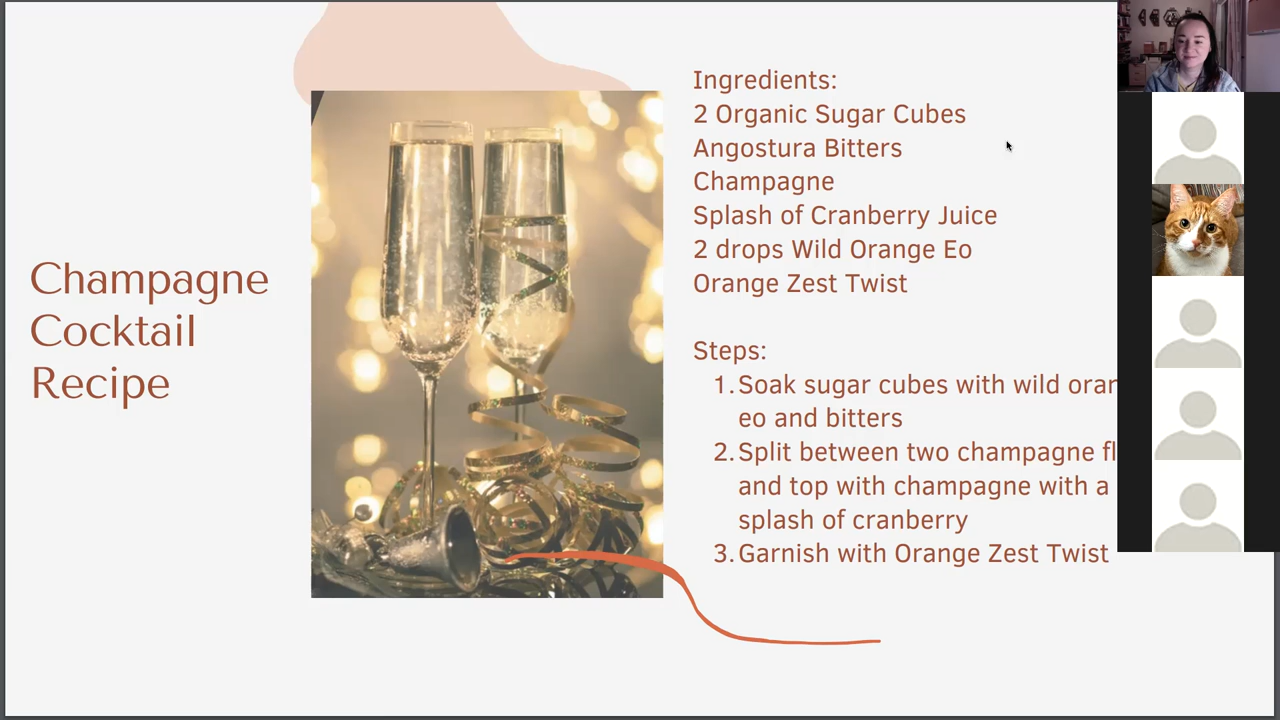 Champagne
Cocktail
Recipe
Ingredients:
2 Organic Sugar Cubes
Angostura Bitters
Champagne
Splash of Cranberry Juice
2 drops Wild Orange Eo
Orange Zest Twist
Steps:
1. Soak sugar cubes with wild
eo and bitters
2. Split between two champagne
and top with champagne with a
splash of cranberry
3. Garnish with Orange Zest Twist